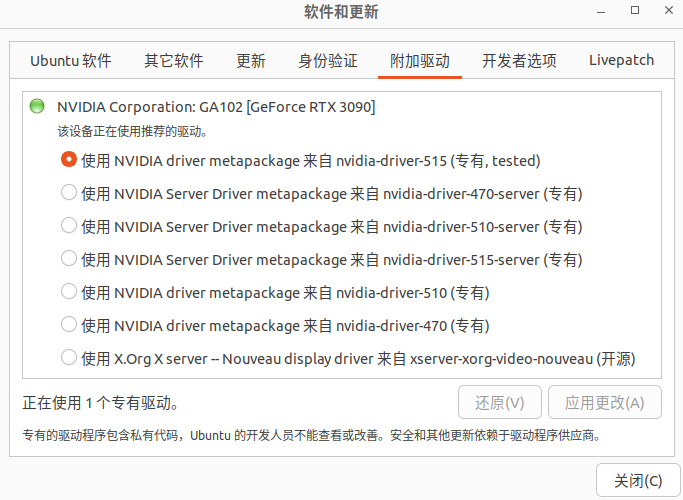 软件和更新
Ubuntu 软件 其它软件 更新 身份验证 附加驱动 开发者选项 Livepatch
NVIDIA Corporation: GA102 [GeForce RTX 3090]
该设备正在使用推荐的驱动。
使用 NVIDIA driver metapackage 来自 nvidia-driver-515 (专有, tested)
使用 NVIDIA Server Driver metapackage 来自 nvidia-driver-470-server (专有)
使用 NVIDIA Server Driver metapackage 来自 nvidia-driver-510-server (专有)
使用 NVIDIA Server Driver metapackage 来自 nvidia-driver-515-server (专有)
使用 NVIDIA driver metapackage 来自 nvidia-driver-510 (专有)
使用 NVIDIA driver metapackage 来自 nvidia-driver-470 (专有)
使用 X.Org X server -- Nouveau display driver 来自 xserver-xorg-video-nouveau (开源)
正在使用 1 个专有驱动。 还原(V) 应用更改(A)
专有的驱动程序包含私有代码，Ubuntu 的开发人员不能查看或改善。安全和其他更新依赖于驱动程序供应商。
关闭(C)